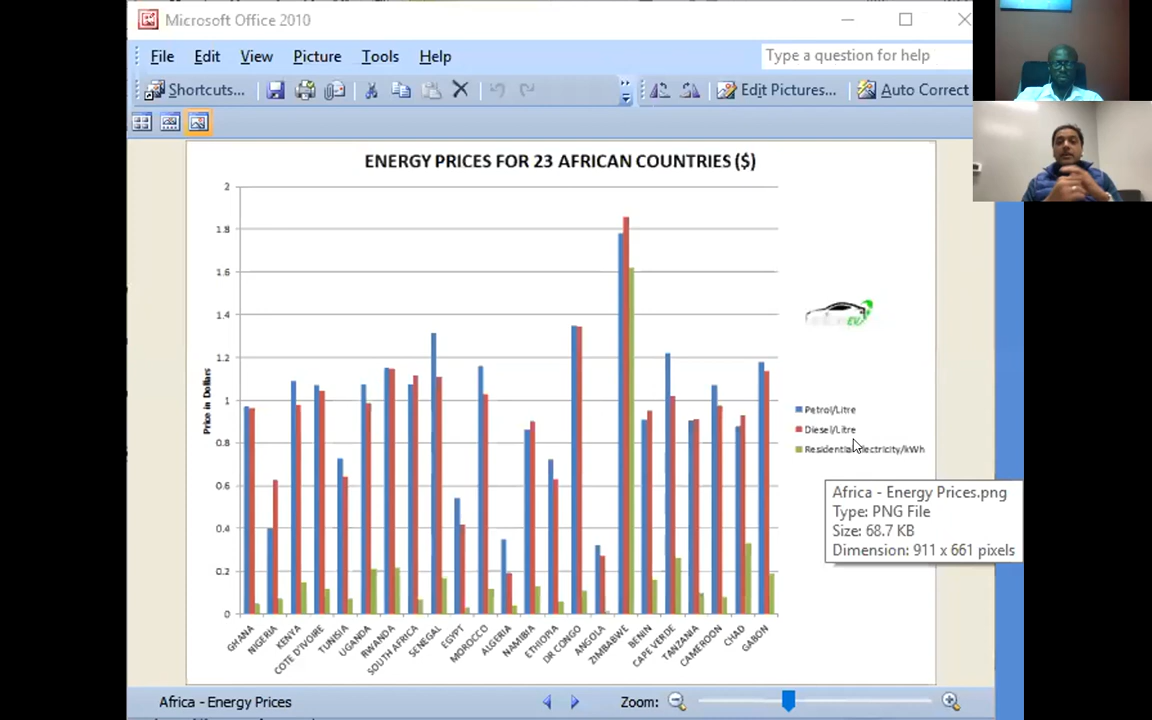 Microsoft Office 2010
File Edit View Picture Tools Help
Type a question for help
Shortcuts...
Edit Pictures...
Auto Correct
ENERGY PRICES FOR 23 AFRICAN COUNTRIES ($)
2
1.8
1.6
1.4
1.2
1
0.8
0.6
0.4
0.2
0
Price in Dollars
EV
Petrol/Litre
Diesel/Litre
Residential Electricity/kWh
Africa - Energy Prices.png
Type: PNG File
Size: 68.7 KB
Dimension: 911 x 661 pixels
GHANA
NIGERIA
KENYA
COTE D'IVOIRE
TUNISIA
UGANDA
RWANDA
SOUTH AFRICA
SENEGAL
EGYPT
MOROCCO
ALGERIA
NAMIBIA
ETHIOPIA
DR CONGO
ANGOLA
ZIMBABWE
BENIN
CAPE VERDE
TANZANIA
CAMEROON
CHAD
GABON
Africa - Energy Prices
Zoom: